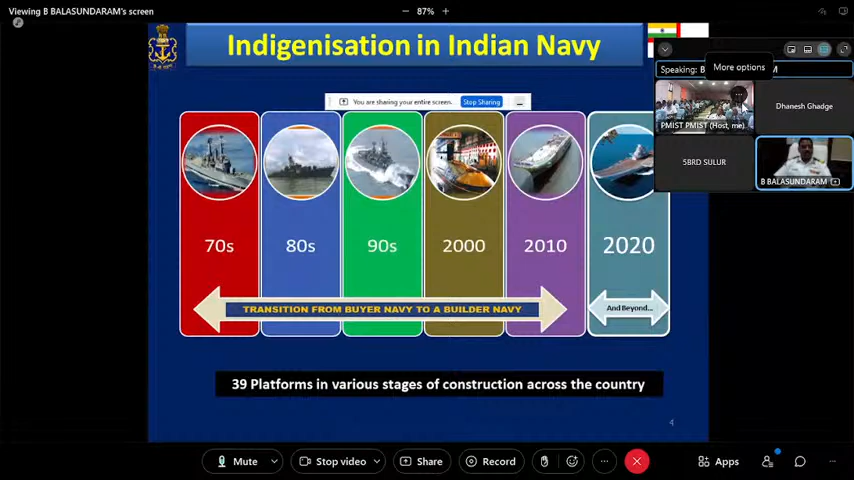 Viewing B BALASUNDARAM's screen
87%
Indigenisation in Indian Navy
Speaking: B
M
More options
You are sharing your entire screen.
Stop Sharing
PMIST PMIST (Host, me)
Dhanesh Ghadge
5BRD SULUR
B BALASUNDARAM
70s
80s
90s
2000
2010
2020
TRANSITION FROM BUYER NAVY TO A BUILDER NAVY
And Beyond...
39 Platforms in various stages of construction across the country
4
Mute
Stop video
Share
Record
Apps